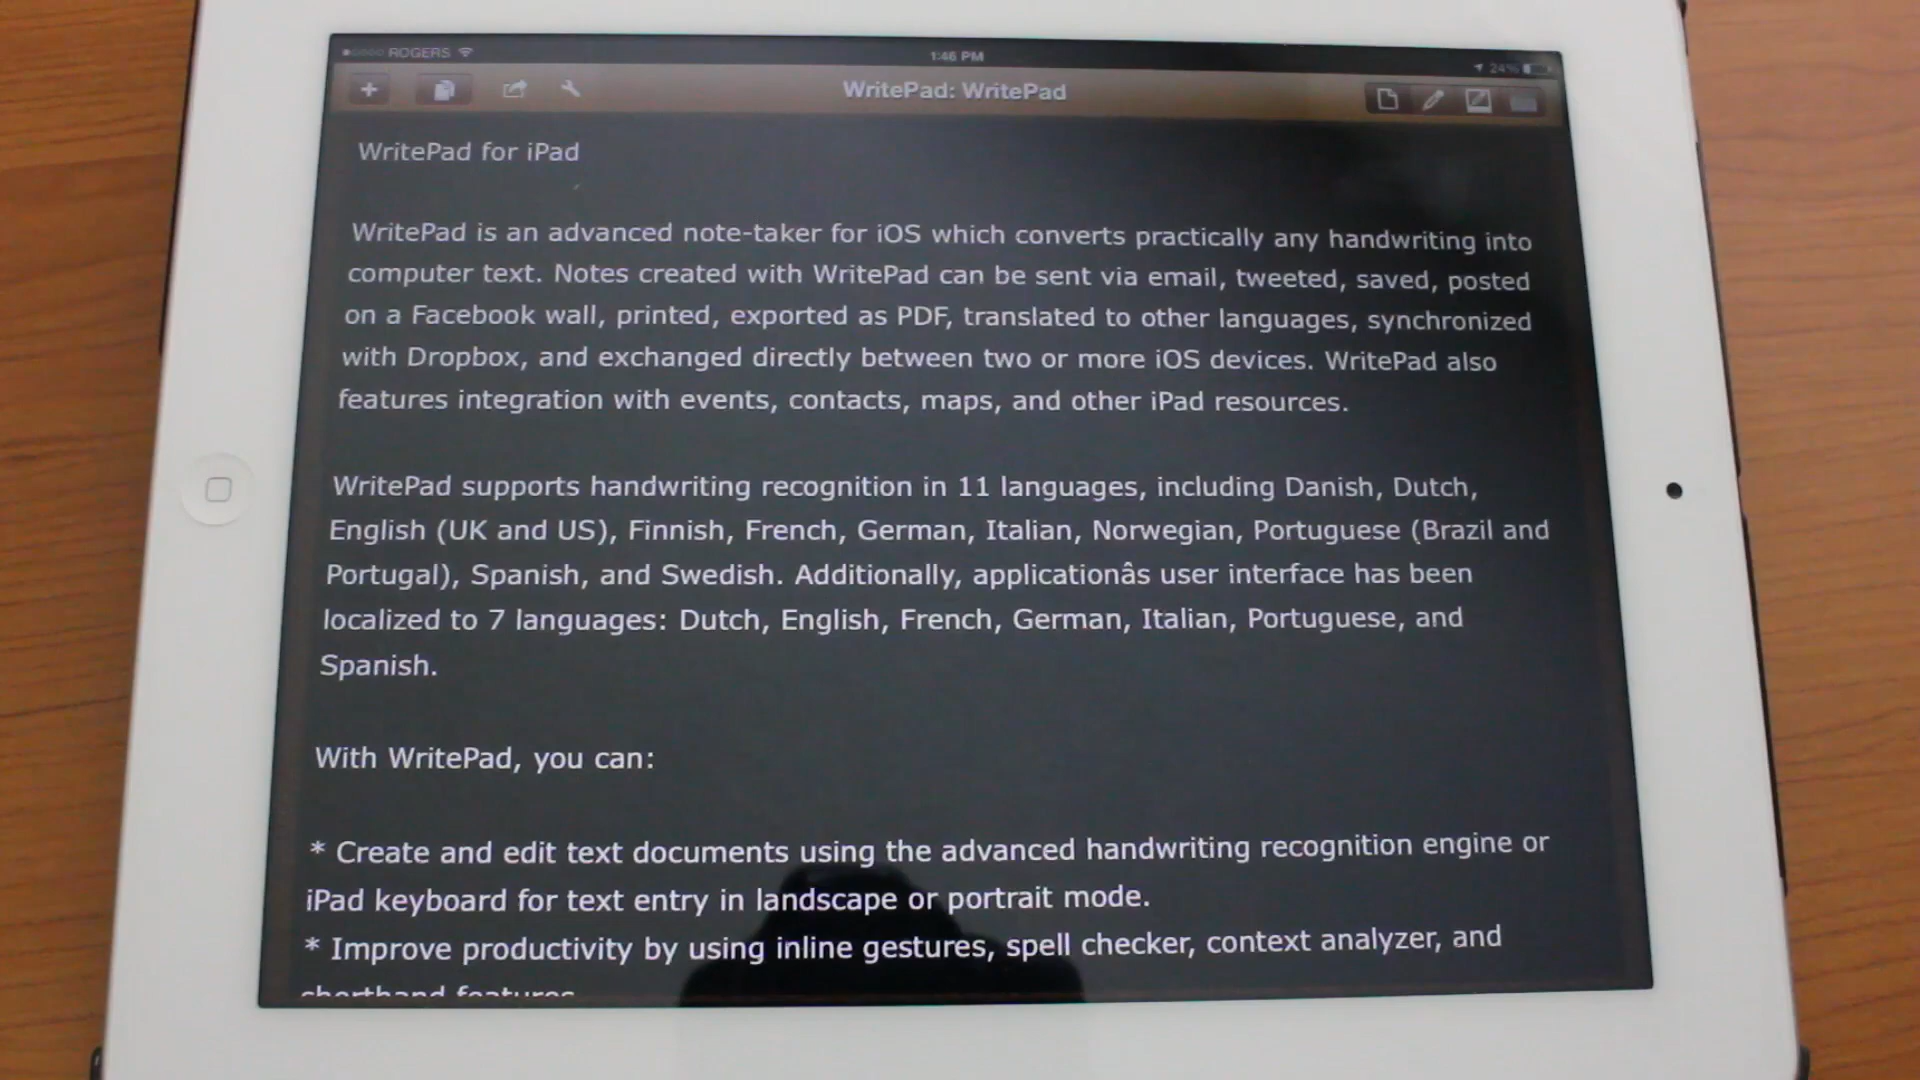 ROGERS
1:46 PM
24%
WritePad: WritePad
WritePad for iPad
WritePad is an advanced note-taker for iOS which converts practically any handwriting into
computer text. Notes created with WritePad can be sent via email, tweeted, saved, posted
on a Facebook wall, printed, exported as PDF, translated to other languages, synchronized
with Dropbox, and exchanged directly between two or more iOS devices. WritePad also
features integration with events, contacts, maps, and other iPad resources.
WritePad supports handwriting recognition in 11 languages, including Danish, Dutch,
English (UK and US), Finnish, French, German, Italian, Norwegian, Portuguese (Brazil and
Portugal), Spanish, and Swedish. Additionally, applicationâs user interface has been
localized to 7 languages: Dutch, English, French, German, Italian, Portuguese, and
Spanish.
With WritePad, you can:
* Create and edit text documents using the advanced handwriting recognition engine or
iPad keyboard for text entry in landscape or portrait mode.
* Improve productivity by using inline gestures, spell checker, context analyzer, and
shorthand features